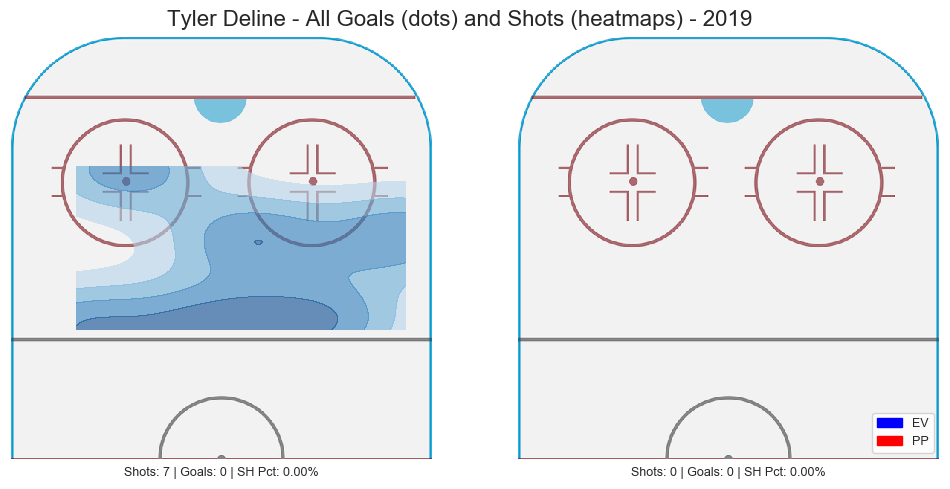 Tyler Deline - All Goals (dots) and Shots (heatmaps) - 2019
EV
PP
Shots: 7 | Goals: 0 | SH Pct: 0.00%
Shots: 0 | Goals: 0 | SH Pct: 0.00%